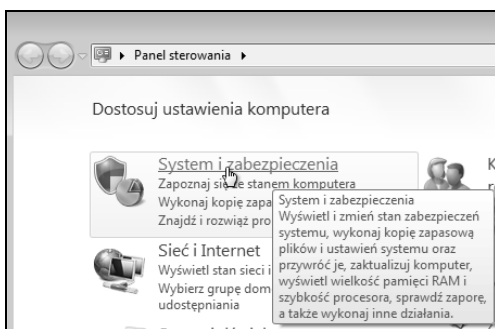 Panel sterowania
Dostosuj ustawienia komputera
System i zabezpieczenia
Zapoznaj się ze stanem komputera
Wykonaj kopię zapa
Znajdź i rozwiąż pro
System i zabezpieczenia
Wyświetl i zmień stan zabezpieczeń
systemu, wykonaj kopię zapasową
plików i ustawień systemu oraz
przywróć je, zaktualizuj komputer,
wyświetl wielkość pamięci RAM i
szybkość procesora, sprawdź zaporę,
a także wykonaj inne działania.
Sieć i Internet
Wyświetl stan sieci i
Wybierz grupę dom
udostępniania
K